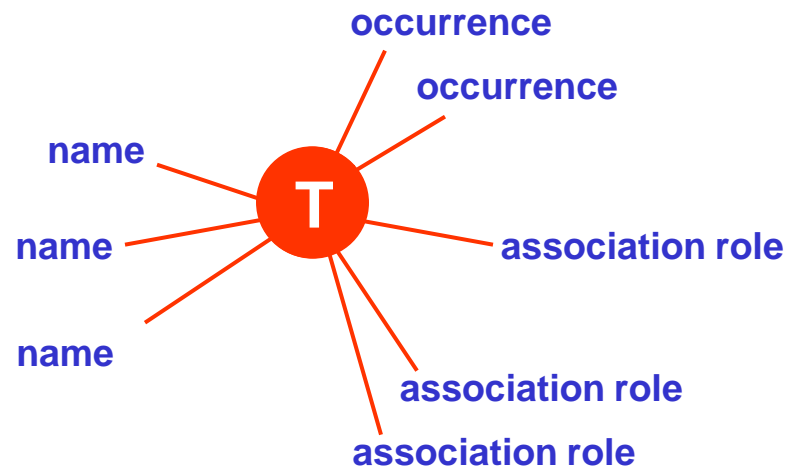 occurrence
occurrence
name
T
name
association role
name
association role
association role